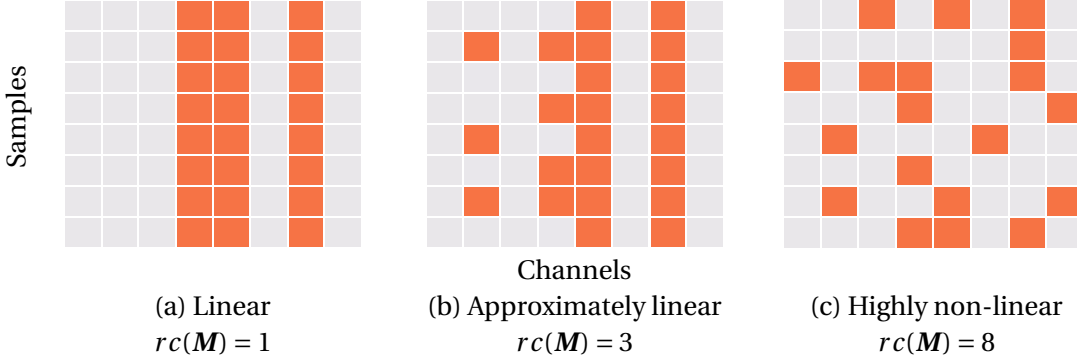 Samples
Channels
(a) Linear
(b) Approximately linear
(c) Highly non-linear
rc(M) = 1
rc(M) = 3
rc(M) = 8